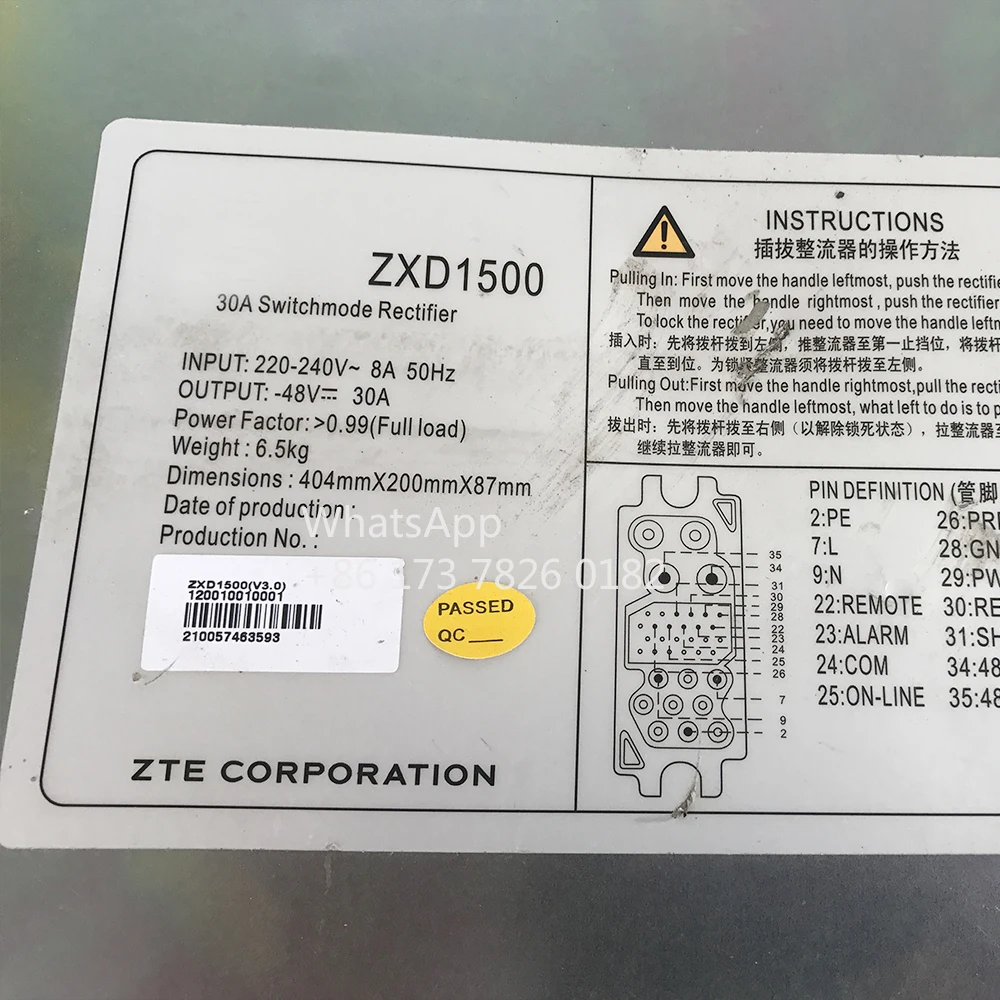 ZXD1500
30A Switchmode Rectifier
INPUT: 220-240V~ 8A 50Hz
OUTPUT: -48V⎓ 30A
Power Factor: >0.99(Full load)
Weight : 6.5kg
Dimensions : 404mmX200mmX87mm
Date of production :
Production No. :
ZXD1500(V3.0)
120010010001
210057463593
PASSED
QC
ZTE CORPORATION
INSTRUCTIONS
插拔整流器的操作方法
Pulling In: First move the handle leftmost, push the rectifie
Then move the handle rightmost , push the rectifier
To lock the rectifier,you need to move the handle leftm
插入时：先将拨杆拨到左侧，推整流器至第一止挡位，将拨杆
直至到位。为锁紧整流器须将拨杆拨至左侧。
Pulling Out:First move the handle rightmost,pull the recti
Then move the handle leftmost, what left to do is to p
拔出时：先将拨杆拨至右侧（以解除锁死状态），拉整流器至
继续拉整流器即可。
PIN DEFINITION (管脚
2:PE 26:PR
7:L 28:GN
9:N 29:PW
22:REMOTE 30:RE
23:ALARM 31:SH
24:COM 34:48
25:ON-LINE 35:48
35
34
31
30
29
28
22
23
24
25
26
7
9
2
WhatsApp
+86 173 7826 0182